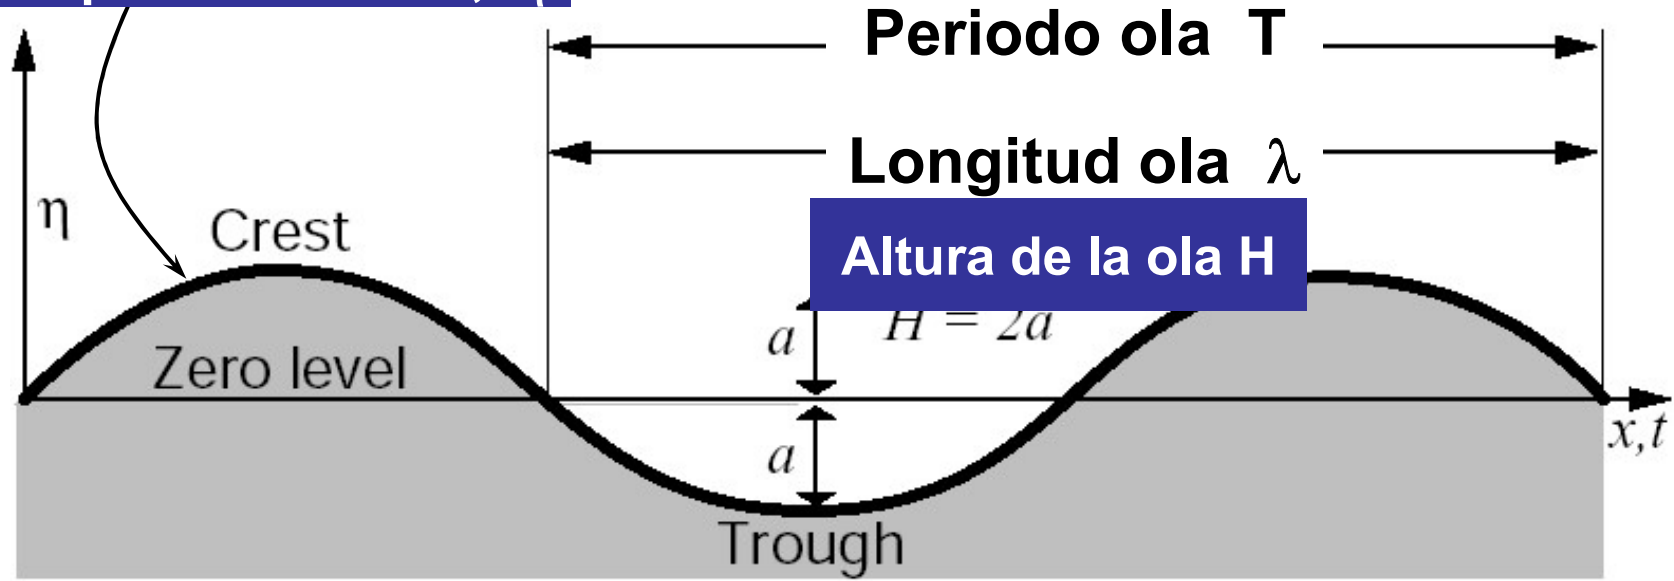 Periodo ola T
Longitud ola λ
η
Crest
Altura de la ola H
a
H = 2a
Zero level
x,t
a
Trough